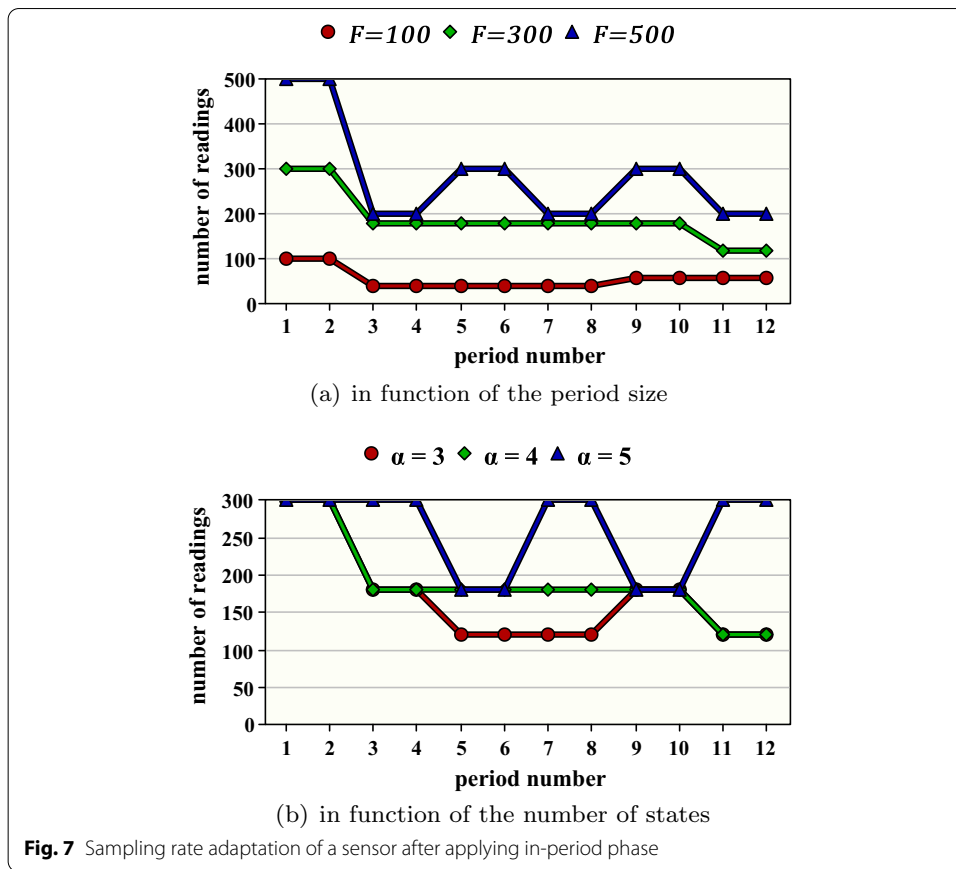 F=100 F=300 F=500
number of readings
500
400
300
200
100
0
1 2 3 4 5 6 7 8 9 10 11 12
period number
(a) in function of the period size
α = 3 α = 4 α = 5
number of readings
300
250
200
150
100
50
0
1 2 3 4 5 6 7 8 9 10 11 12
period number
(b) in function of the number of states
Fig. 7 Sampling rate adaptation of a sensor after applying in-period phase